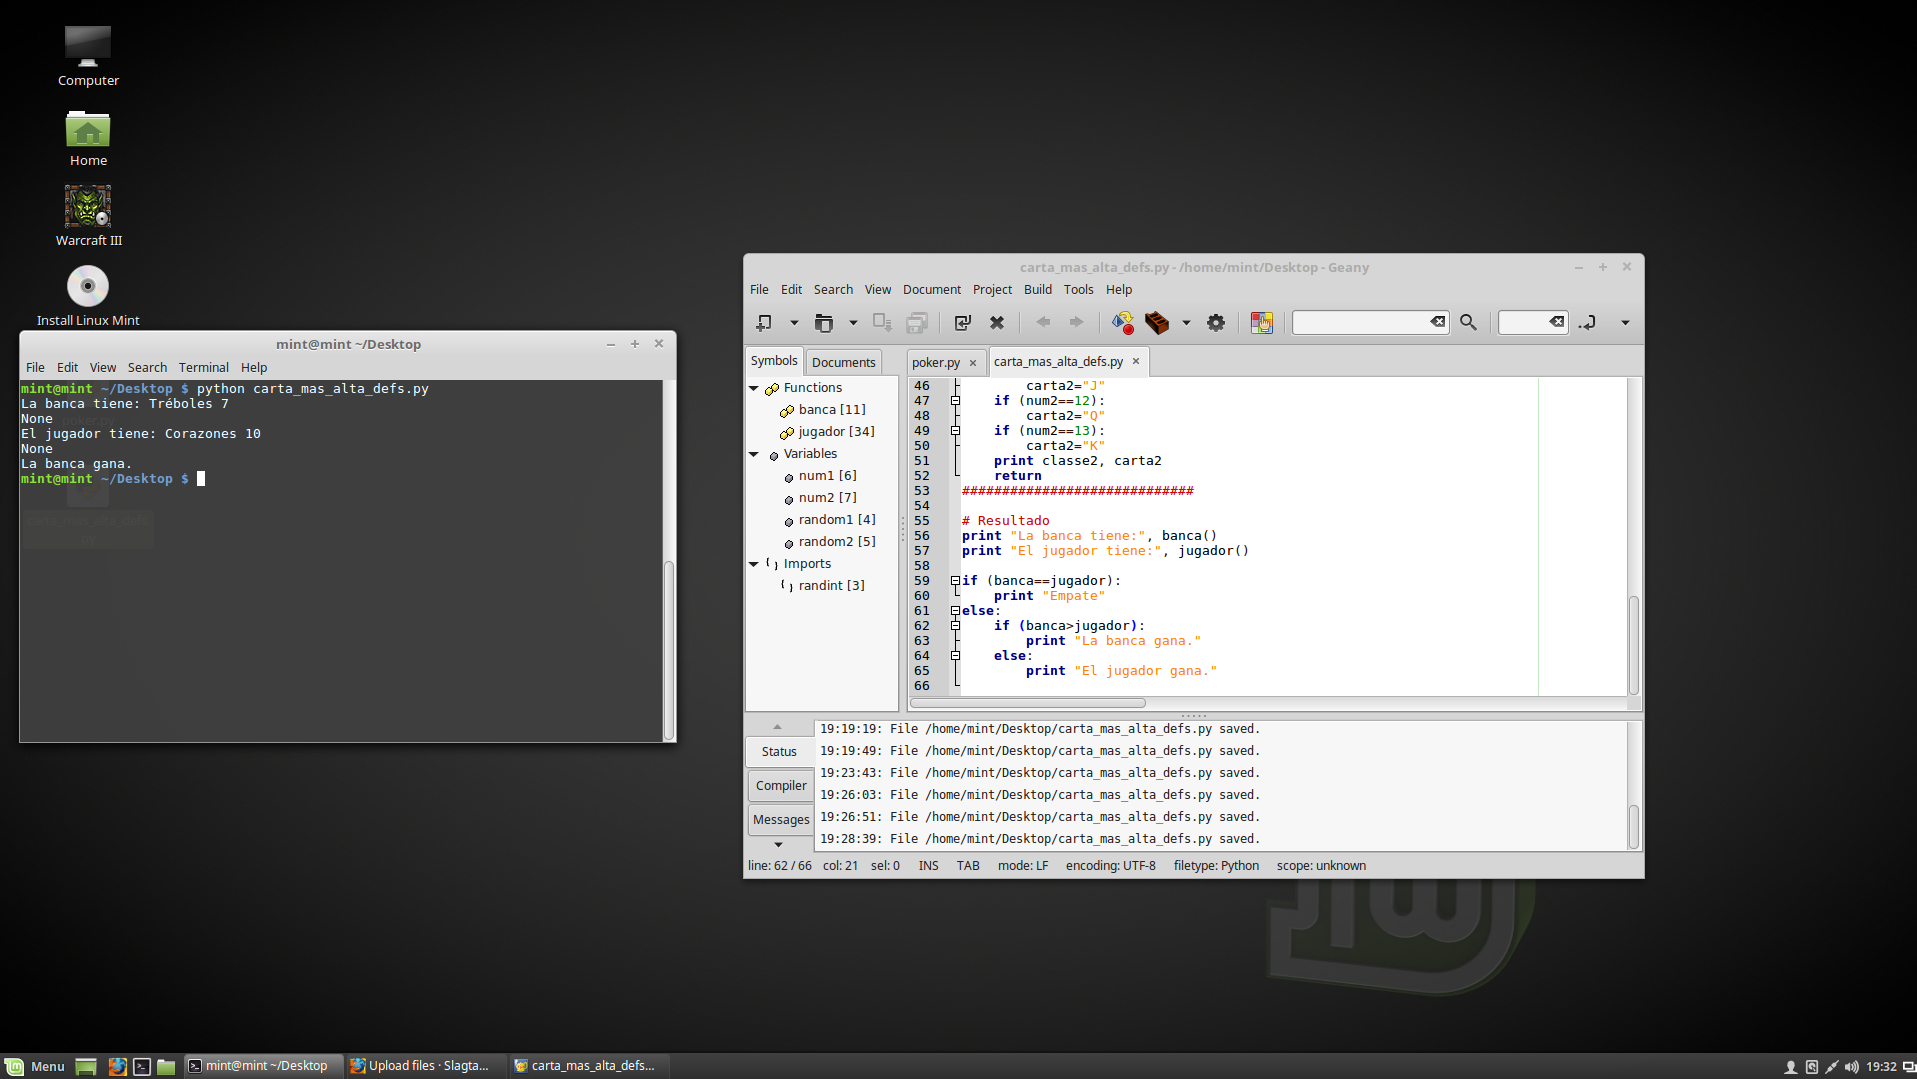 Computer
Home
Warcraft III
Install Linux Mint
mint@mint ~/Desktop
File Edit View Search Terminal Help
mint@mint ~/Desktop $ python carta_mas_alta_defs.py
La banca tiene: Tréboles 7
None
El jugador tiene: Corazones 10
None
La banca gana.
mint@mint ~/Desktop $
carta_mas_alta_defs.py - /home/mint/Desktop - Geany
File Edit Search View Document Project Build Tools Help
Symbols Documents
Functions
banca [11]
jugador [34]
Variables
num1 [6]
num2 [7]
random1 [4]
random2 [5]
Imports
randint [3]
poker.py carta_mas_alta_defs.py
46 carta2="J"
47 if (num2==12):
48 carta2="Q"
49 if (num2==13):
50 carta2="K"
51 print classe2, carta2
52 return
53 #############################
54
55 # Resultado
56 print "La banca tiene:", banca()
57 print "El jugador tiene:", jugador()
58
59 if (banca==jugador):
60 print "Empate"
61 else:
62 if (banca>jugador):
63 print "La banca gana."
64 else:
65 print "El jugador gana."
66
Status
Compiler
Messages
19:19:19: File /home/mint/Desktop/carta_mas_alta_defs.py saved.
19:19:49: File /home/mint/Desktop/carta_mas_alta_defs.py saved.
19:23:43: File /home/mint/Desktop/carta_mas_alta_defs.py saved.
19:26:03: File /home/mint/Desktop/carta_mas_alta_defs.py saved.
19:26:51: File /home/mint/Desktop/carta_mas_alta_defs.py saved.
19:28:39: File /home/mint/Desktop/carta_mas_alta_defs.py saved.
line: 62 / 66 col: 21 sel: 0 INS TAB mode: LF encoding: UTF-8 filetype: Python scope: unknown
Menu mint@mint ~/Desktop Upload files · Slagta... carta_mas_alta_defs... 19:32